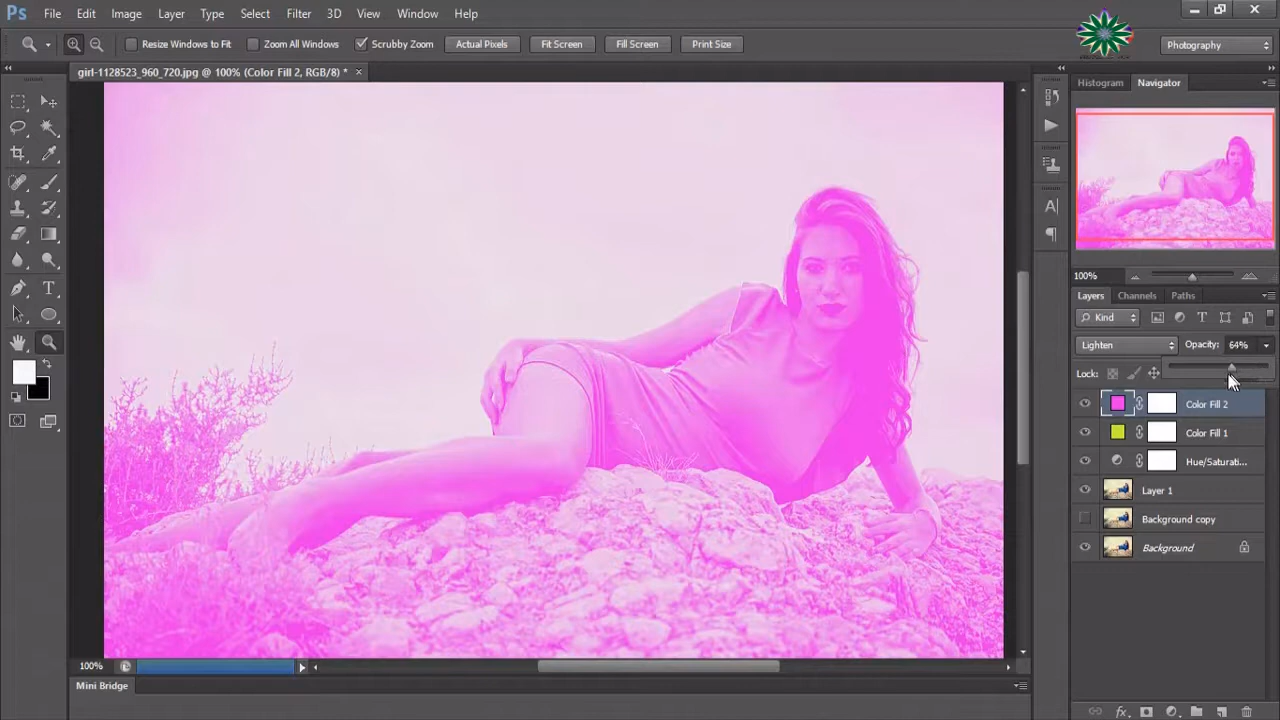 Ps File Edit Image Layer Type Select Filter 3D View Window Help
Resize Windows to Fit Zoom All Windows Scrubby Zoom Actual Pixels Fit Screen Fill Screen Print Size Photography
girl-1128523_960_720.jpg @ 100% (Color Fill 2, RGB/8) * ×
Histogram Navigator
100%
Layers Channels Paths
Kind
Lighten Opacity: 64%
Lock:
Color Fill 2
Color Fill 1
Hue/Saturati...
Layer 1
Background copy
Background
100%
Mini Bridge